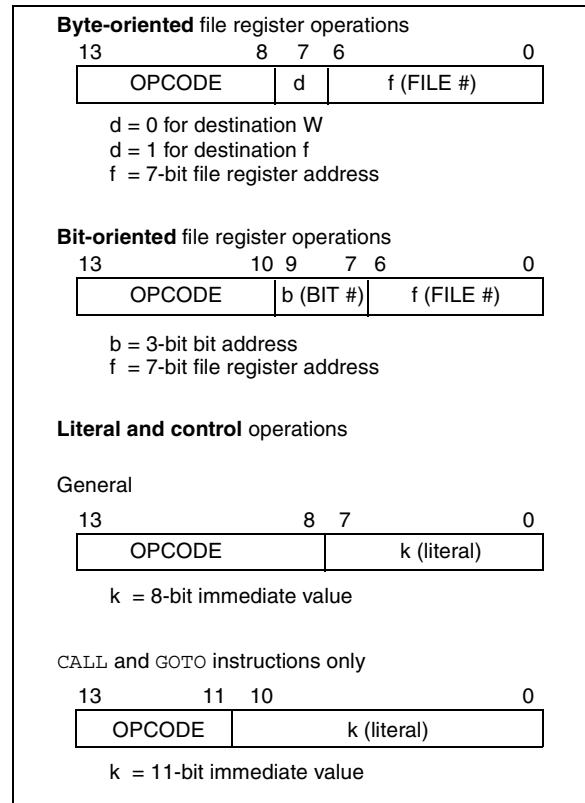 Byte-oriented file register operations
13 8 7 6 0
OPCODE d f (FILE #)
d = 0 for destination W
d = 1 for destination f
f = 7-bit file register address
Bit-oriented file register operations
13 10 9 7 6 0
OPCODE b (BIT #) f (FILE #)
b = 3-bit bit address
f = 7-bit file register address
Literal and control operations
General
13 8 7 0
OPCODE k (literal)
k = 8-bit immediate value
CALL and GOTO instructions only
13 11 10 0
OPCODE k (literal)
k = 11-bit immediate value